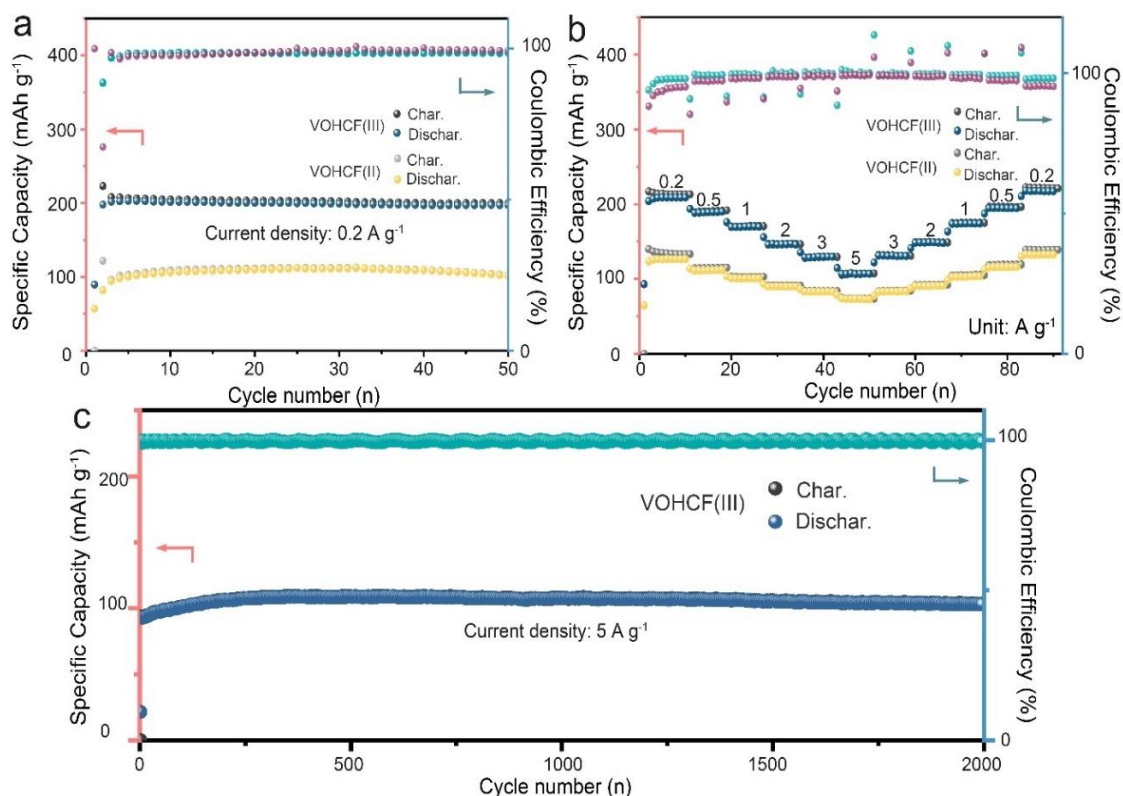 a
400
300
200
100
0
Specific Capacity (mAh g-1)
VOHCF(III)
Char.
Dischar.
VOHCF(II)
Char.
Dischar.
Current density: 0.2 A g-1
100
0
Coulombic Efficiency (%)
0 10 20 30 40 50
Cycle number (n)
b
400
300
200
100
0
Specific Capacity (mAh g-1)
VOHCF(III)
Char.
Dischar.
VOHCF(II)
Char.
Dischar.
0.2 0.5 1 2 3 5 3 2 1 0.5 0.2
Unit: A g-1
100
0
Coulombic Efficiency (%)
0 20 40 60 80
Cycle number (n)
c
200
100
0
Specific Capacity (mAh g-1)
VOHCF(III)
Char.
Dischar.
Current density: 5 A g-1
100
0
Coulombic Efficiency (%)
0 500 1000 1500 2000
Cycle number (n)